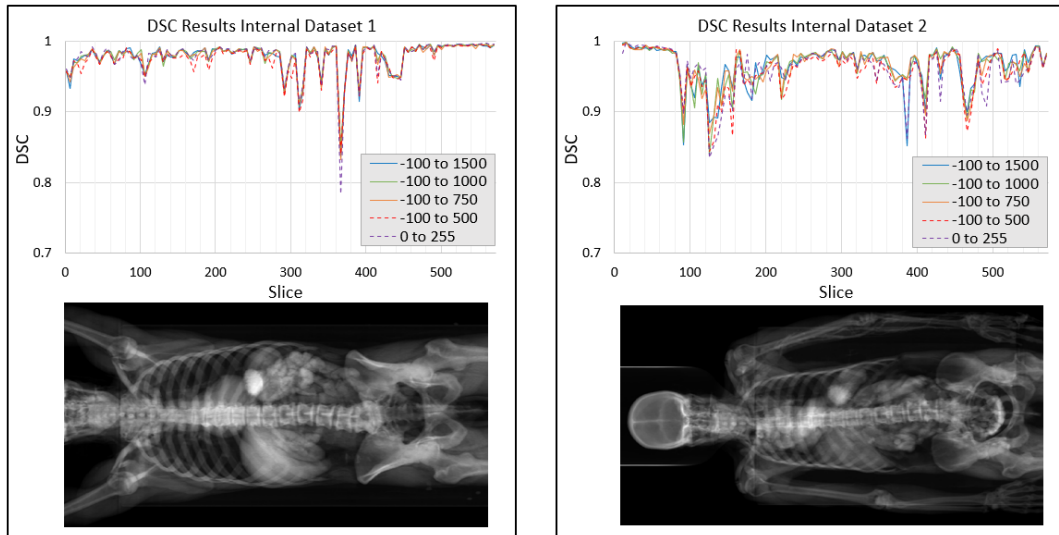 DSC Results Internal Dataset 1
1
0.9
0.8
0.7
DSC
-100 to 1500
-100 to 1000
-100 to 750
-100 to 500
0 to 255
0 100 200 300 400 500
Slice
DSC Results Internal Dataset 2
1
0.9
0.8
0.7
DSC
-100 to 1500
-100 to 1000
-100 to 750
-100 to 500
0 to 255
0 100 200 300 400 500
Slice